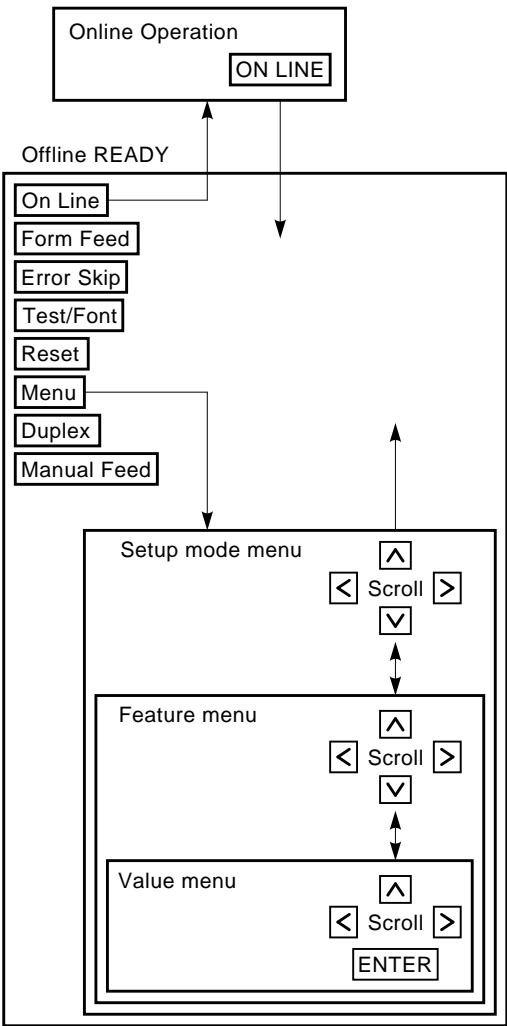 Online Operation
ON LINE
Offline READY
On Line
Form Feed
Error Skip
Test/Font
Reset
Menu
Duplex
Manual Feed
Setup mode menu
Scroll
Feature menu
Scroll
Value menu
Scroll
ENTER